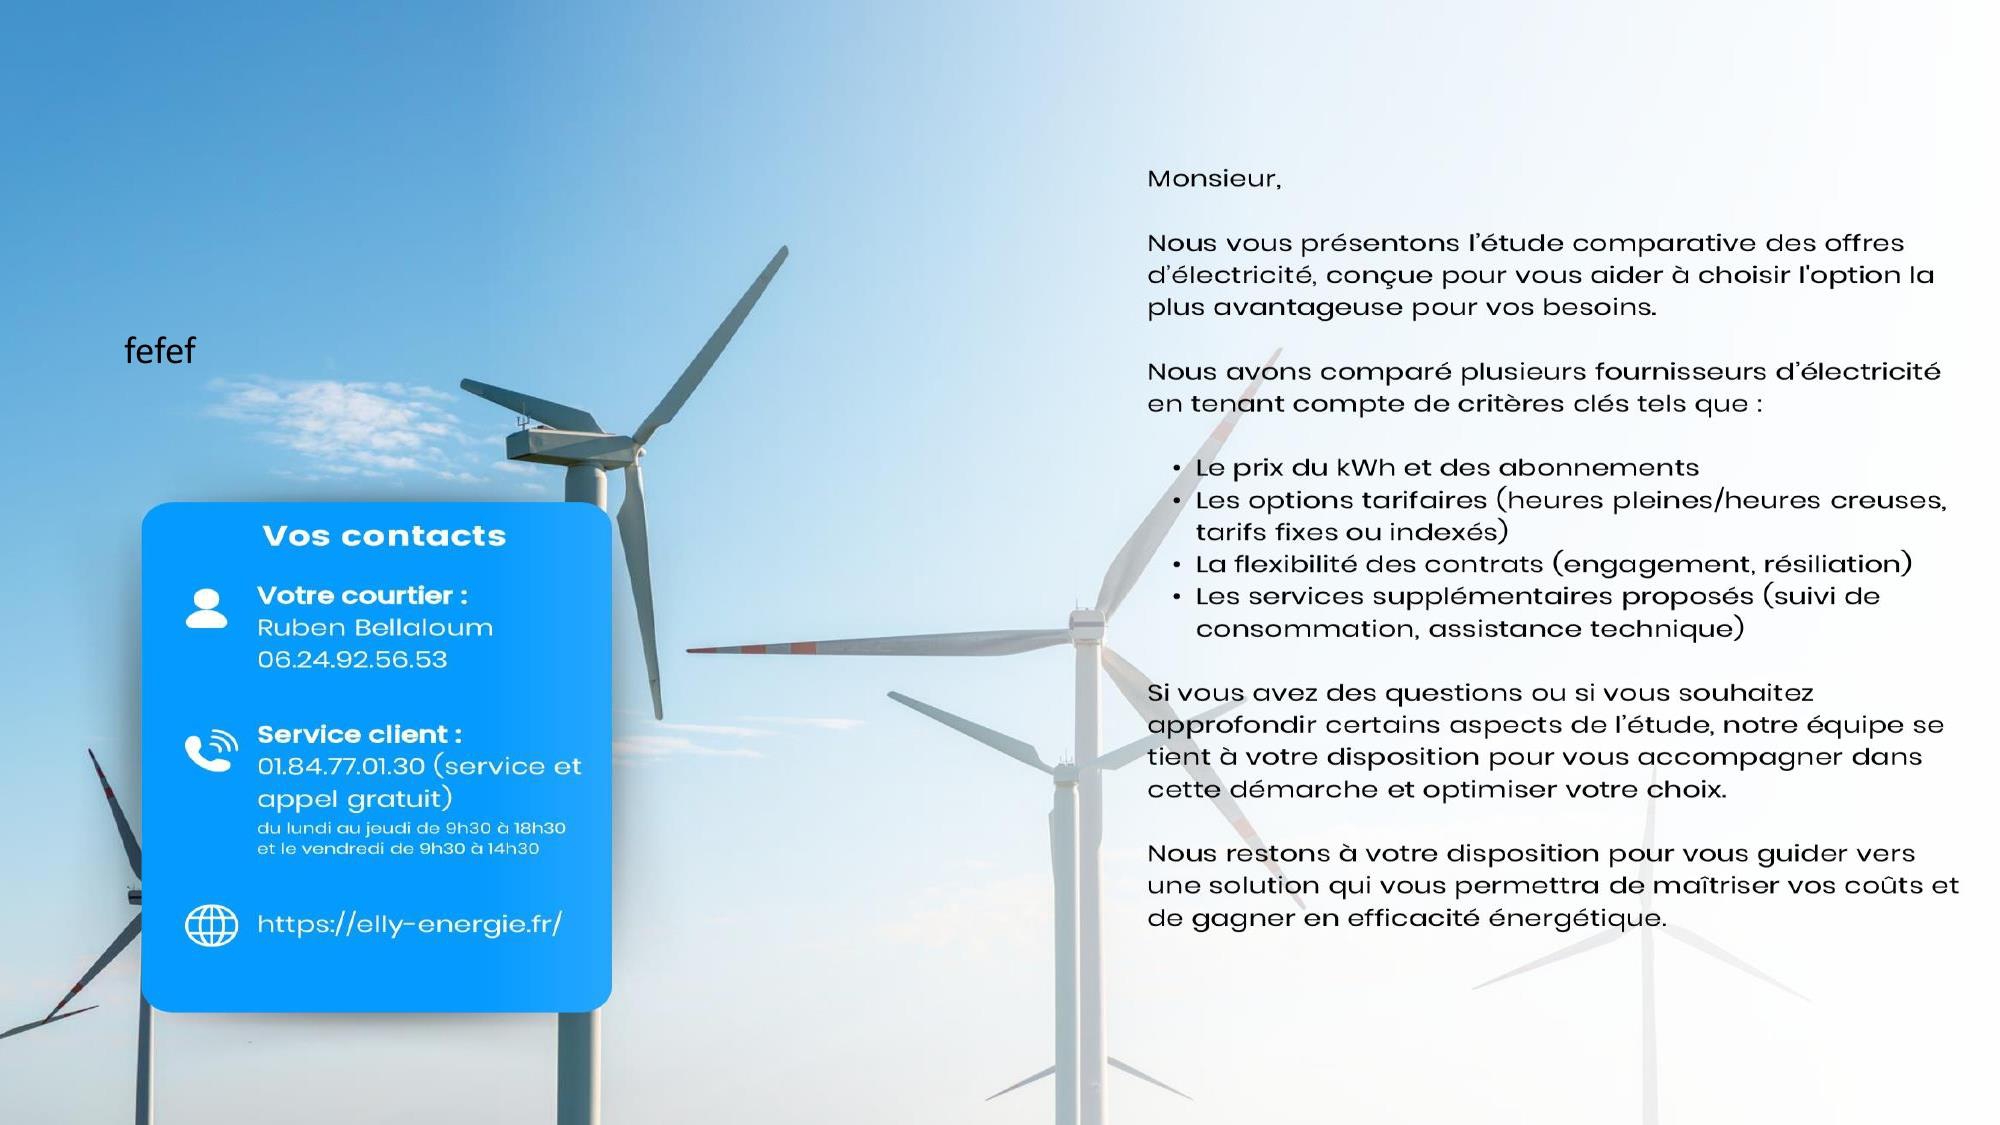 fefef
Vos contacts
Votre courtier :
Ruben Bellaloum
06.24.92.56.53
Service client :
01.84.77.01.30 (service et
appel gratuit)
du lundi au jeudi de 9h30 à 18h30
et le vendredi de 9h30 à 14h30
https://elly-energie.fr/
Monsieur,
Nous vous présentons l’étude comparative des offres
d’électricité, conçue pour vous aider à choisir l'option la
plus avantageuse pour vos besoins.
Nous avons comparé plusieurs fournisseurs d’électricité
en tenant compte de critères clés tels que :
• Le prix du kWh et des abonnements
• Les options tarifaires (heures pleines/heures creuses,
tarifs fixes ou indexés)
• La flexibilité des contrats (engagement, résiliation)
• Les services supplémentaires proposés (suivi de
consommation, assistance technique)
Si vous avez des questions ou si vous souhaitez
approfondir certains aspects de l’étude, notre équipe se
tient à votre disposition pour vous accompagner dans
cette démarche et optimiser votre choix.
Nous restons à votre disposition pour vous guider vers
une solution qui vous permettra de maîtriser vos coûts et
de gagner en efficacité énergétique.